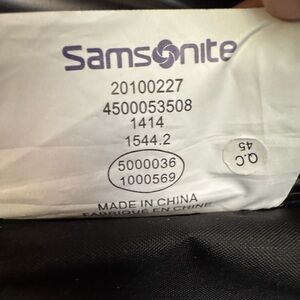 Samsonite
20100227
4500053508
1414
1544.2
5000036
1000569
Q.C
45
MADE IN CHINA
FABRIQUE EN CHINE